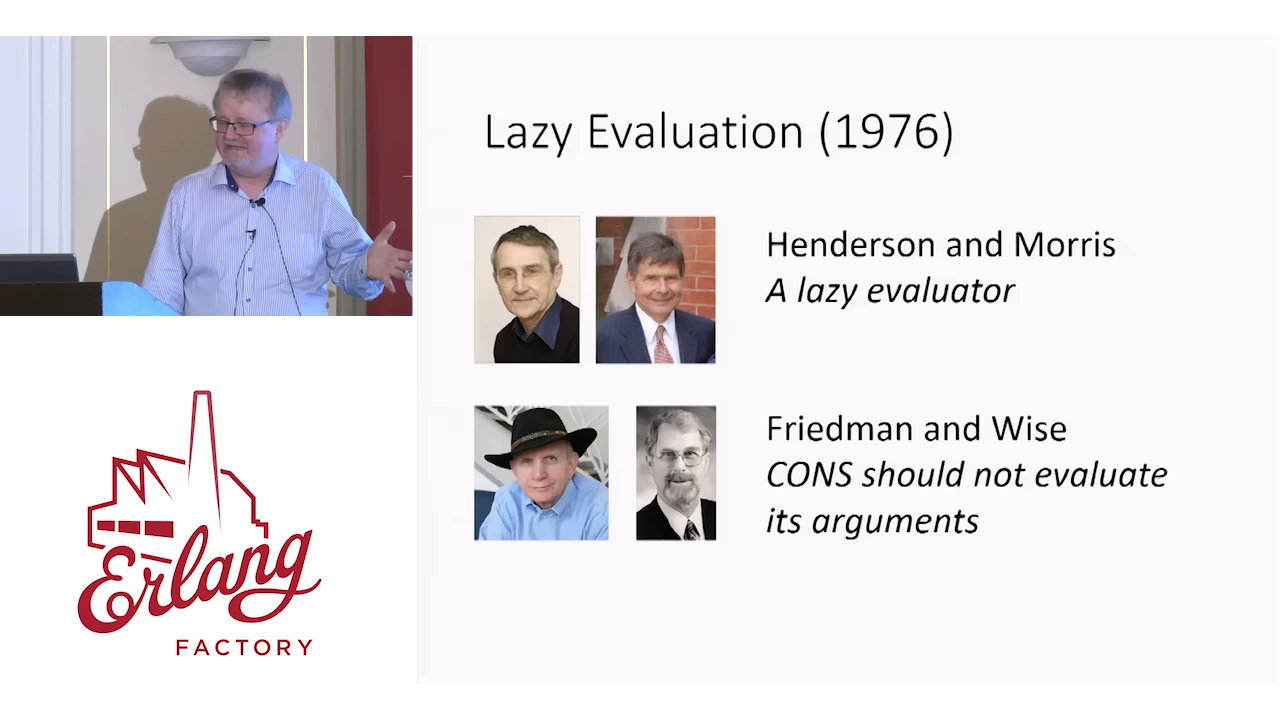 Lazy Evaluation (1976)
Henderson and Morris
A lazy evaluator
Friedman and Wise
CONS should not evaluate
its arguments
Erlang
FACTORY